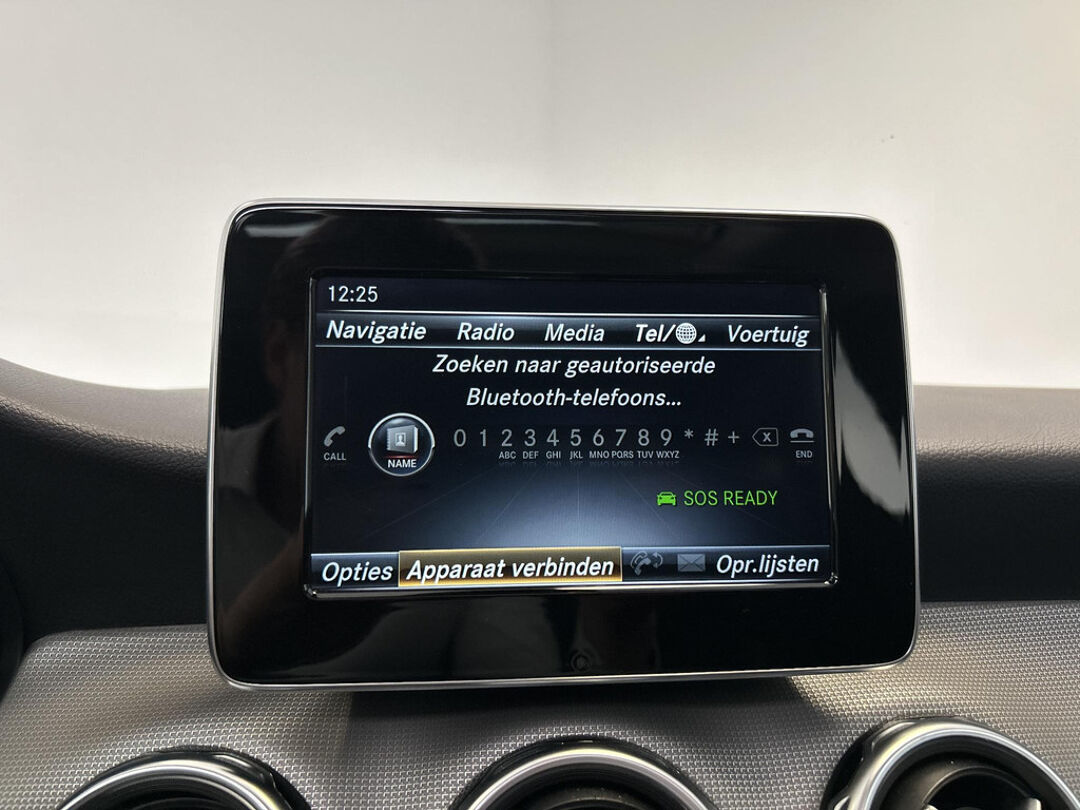 12:25
Navigatie Radio Media Tel/ Voertuig
Zoeken naar geautoriseerde
Bluetooth-telefoons...
0 1 2 3 4 5 6 7 8 9 * # +
CALL NAME ABC DEF GHI JKL MNO PQRS TUV WXYZ END
SOS READY
Opties Apparaat verbinden Opr.lijsten